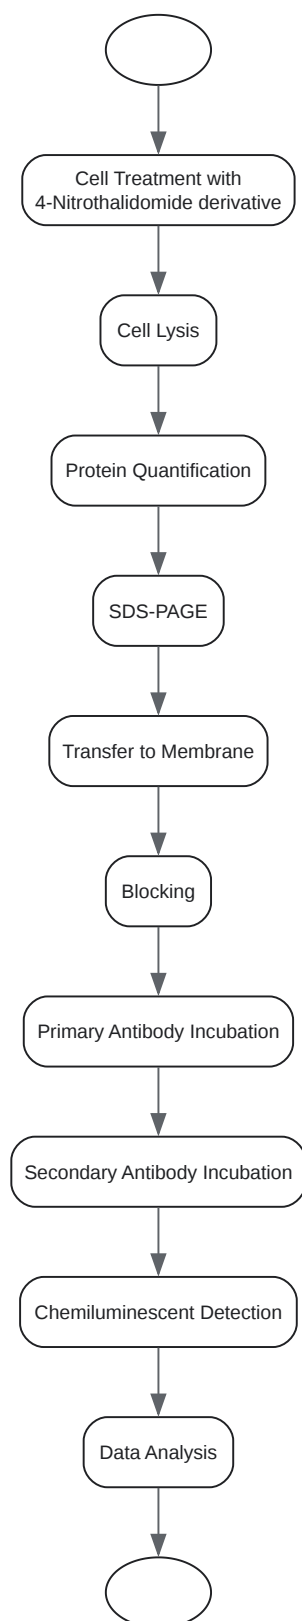 Cell Treatment with
4-Nitrothalidomide derivative
Cell Lysis
Protein Quantification
SDS-PAGE
Transfer to Membrane
Blocking
Primary Antibody Incubation
Secondary Antibody Incubation
Chemiluminescent Detection
Data Analysis